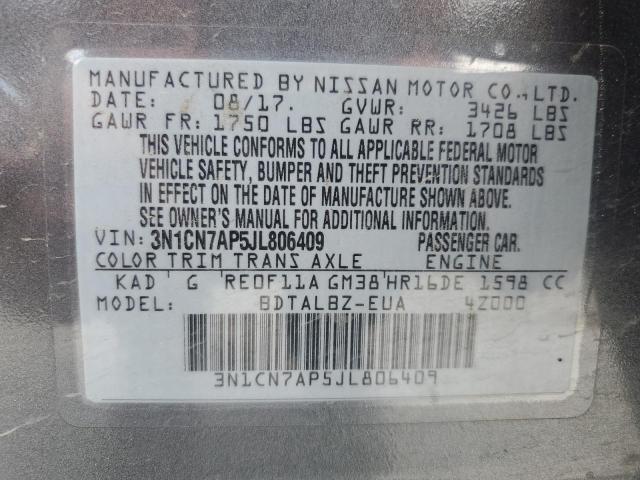 MANUFACTURED BY NISSAN MOTOR CO.,LTD.
DATE: 08/17. GVWR: 3426 LBS
GAWR FR: 1750 LBS GAWR RR: 1708 LBS
THIS VEHICLE CONFORMS TO ALL APPLICABLE FEDERAL MOTOR
VEHICLE SAFETY, BUMPER AND THEFT PREVENTION STANDARDS
IN EFFECT ON THE DATE OF MANUFACTURE SHOWN ABOVE.
SEE OWNER'S MANUAL FOR ADDITIONAL INFORMATION.
VIN: 3N1CN7AP5JL806409 PASSENGER CAR.
COLOR TRIM TRANS AXLE ENGINE
KAD G RE0F11A GM38 HR16DE 1598 CC
MODEL: BDTALBZ-EUA 4Z000
3N1CN7AP5JL806409